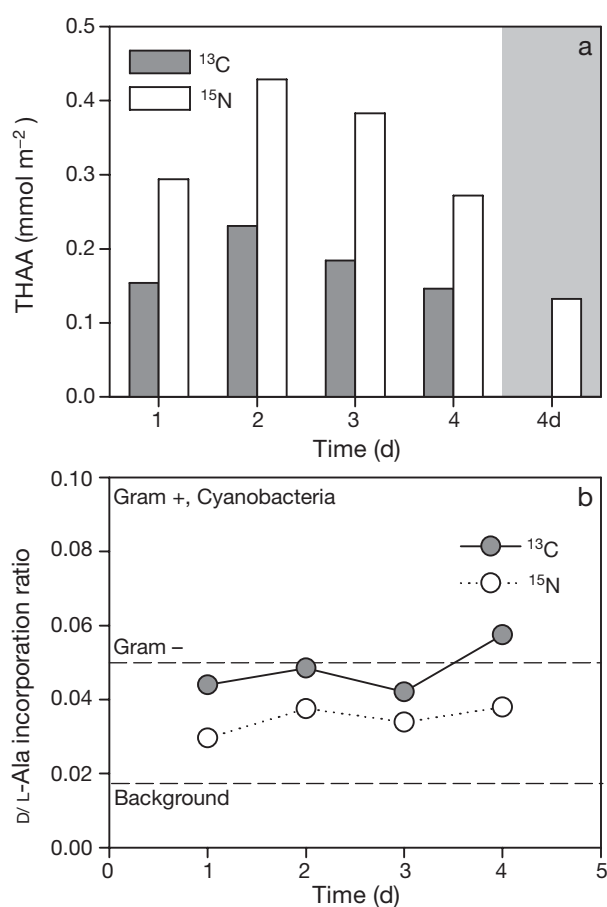 a
0.5
0.4
0.3
0.2
0.1
0.0
THAA (mmol m⁻²)
¹³C
¹⁵N
1 2 3 4 4d
Time (d)
b
0.10
0.08
0.06
0.04
0.02
0.00
D/L-Ala incorporation ratio
Gram +, Cyanobacteria
¹³C
¹⁵N
Gram –
Background
0 1 2 3 4 5
Time (d)